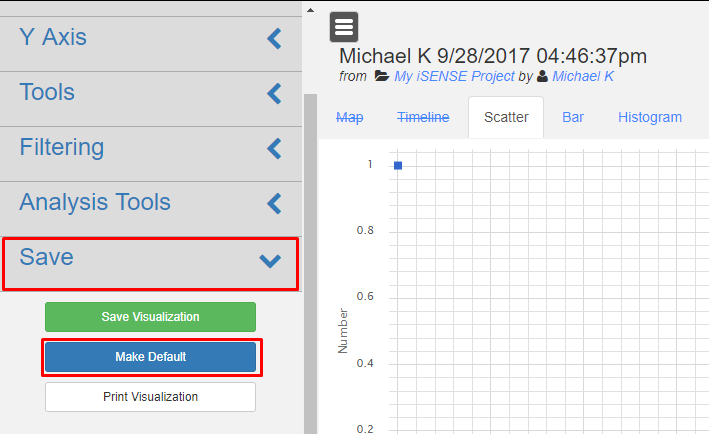 Y Axis
Tools
Filtering
Analysis Tools
Save
Save Visualization
Make Default
Print Visualization
Michael K 9/28/2017 04:46:37pm
from My iSENSE Project by Michael K
Map Timeline Scatter Bar Histogram
1
0.8
0.6
0.4
0.2
Number